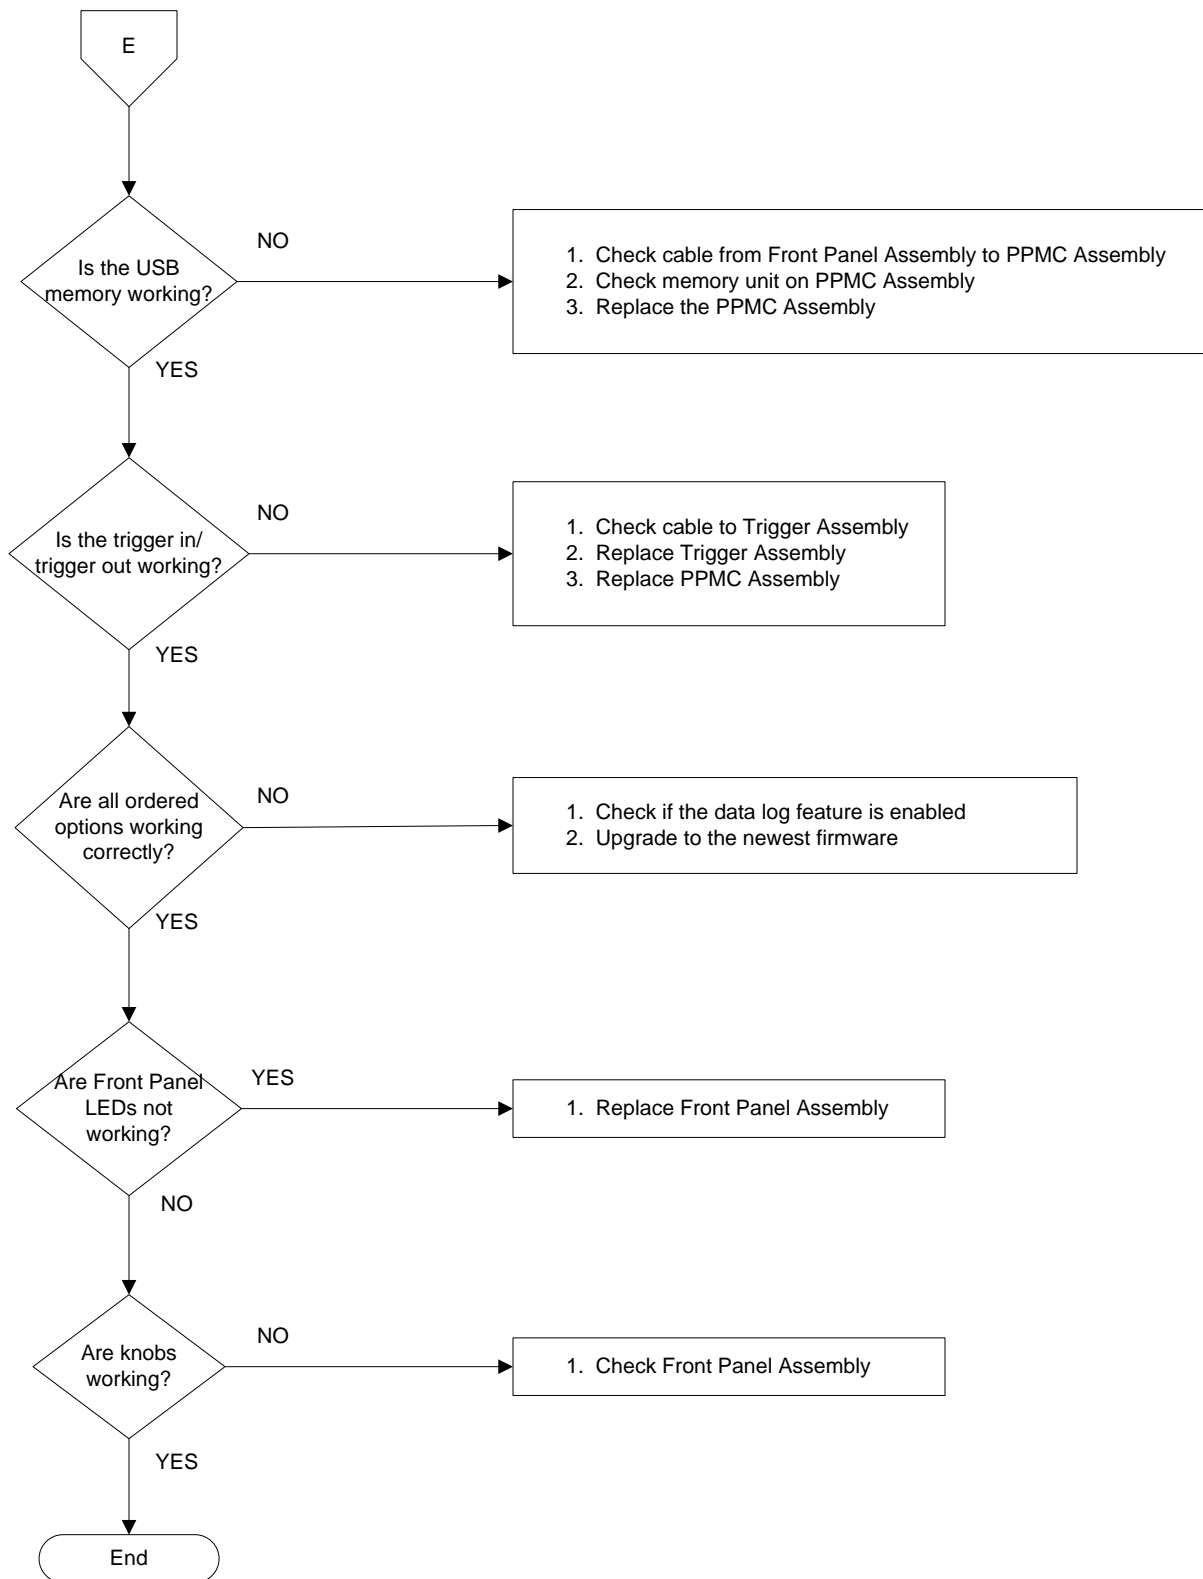 E
Is the USB
memory working?
NO
1. Check cable from Front Panel Assembly to PPMC Assembly
2. Check memory unit on PPMC Assembly
3. Replace the PPMC Assembly
YES
Is the trigger in/
trigger out working?
NO
1. Check cable to Trigger Assembly
2. Replace Trigger Assembly
3. Replace PPMC Assembly
YES
Are all ordered
options working
correctly?
NO
1. Check if the data log feature is enabled
2. Upgrade to the newest firmware
YES
Are Front Panel
LEDs not
working?
YES
1. Replace Front Panel Assembly
NO
Are knobs
working?
NO
1. Check Front Panel Assembly
YES
End